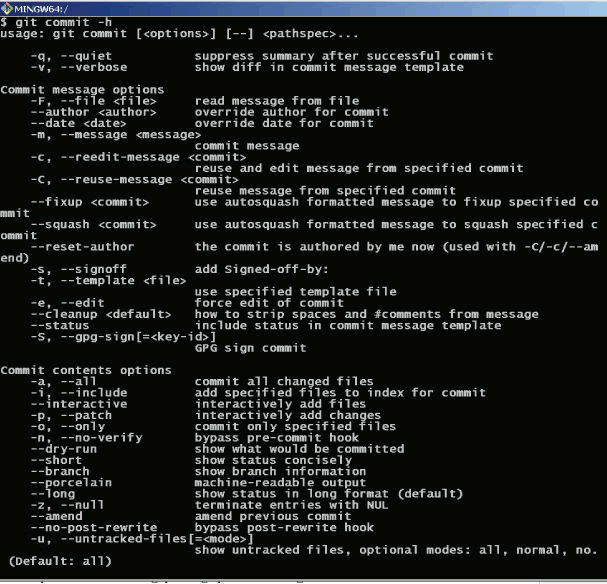 MINGW64:/
$ git commit -h
usage: git commit [<options>] [--] <pathspec>...
-q, --quiet suppress summary after successful commit
-v, --verbose show diff in commit message template
Commit message options
-F, --file <file> read message from file
--author <author> override author for commit
--date <date> override date for commit
-m, --message <message>
commit message
-c, --reedit-message <commit>
reuse and edit message from specified commit
-C, --reuse-message <commit>
reuse message from specified commit
--fixup <commit> use autosquash formatted message to fixup specified co
mmit
--squash <commit> use autosquash formatted message to squash specified c
ommit
--reset-author the commit is authored by me now (used with -C/-c/--am
end)
-s, --signoff add Signed-off-by:
-t, --template <file>
use specified template file
-e, --edit force edit of commit
--cleanup <default> how to strip spaces and #comments from message
--status include status in commit message template
-S, --gpg-sign[=<key-id>]
GPG sign commit
Commit contents options
-a, --all commit all changed files
-i, --include add specified files to index for commit
--interactive interactively add files
-p, --patch interactively add changes
-o, --only commit only specified files
-n, --no-verify bypass pre-commit hook
--dry-run show what would be committed
--short show status concisely
--branch show branch information
--porcelain machine-readable output
--long show status in long format (default)
-z, --null terminate entries with NUL
--amend amend previous commit
--no-post-rewrite bypass post-rewrite hook
-u, --untracked-files[=<mode>]
show untracked files, optional modes: all, normal, no.
(Default: all)